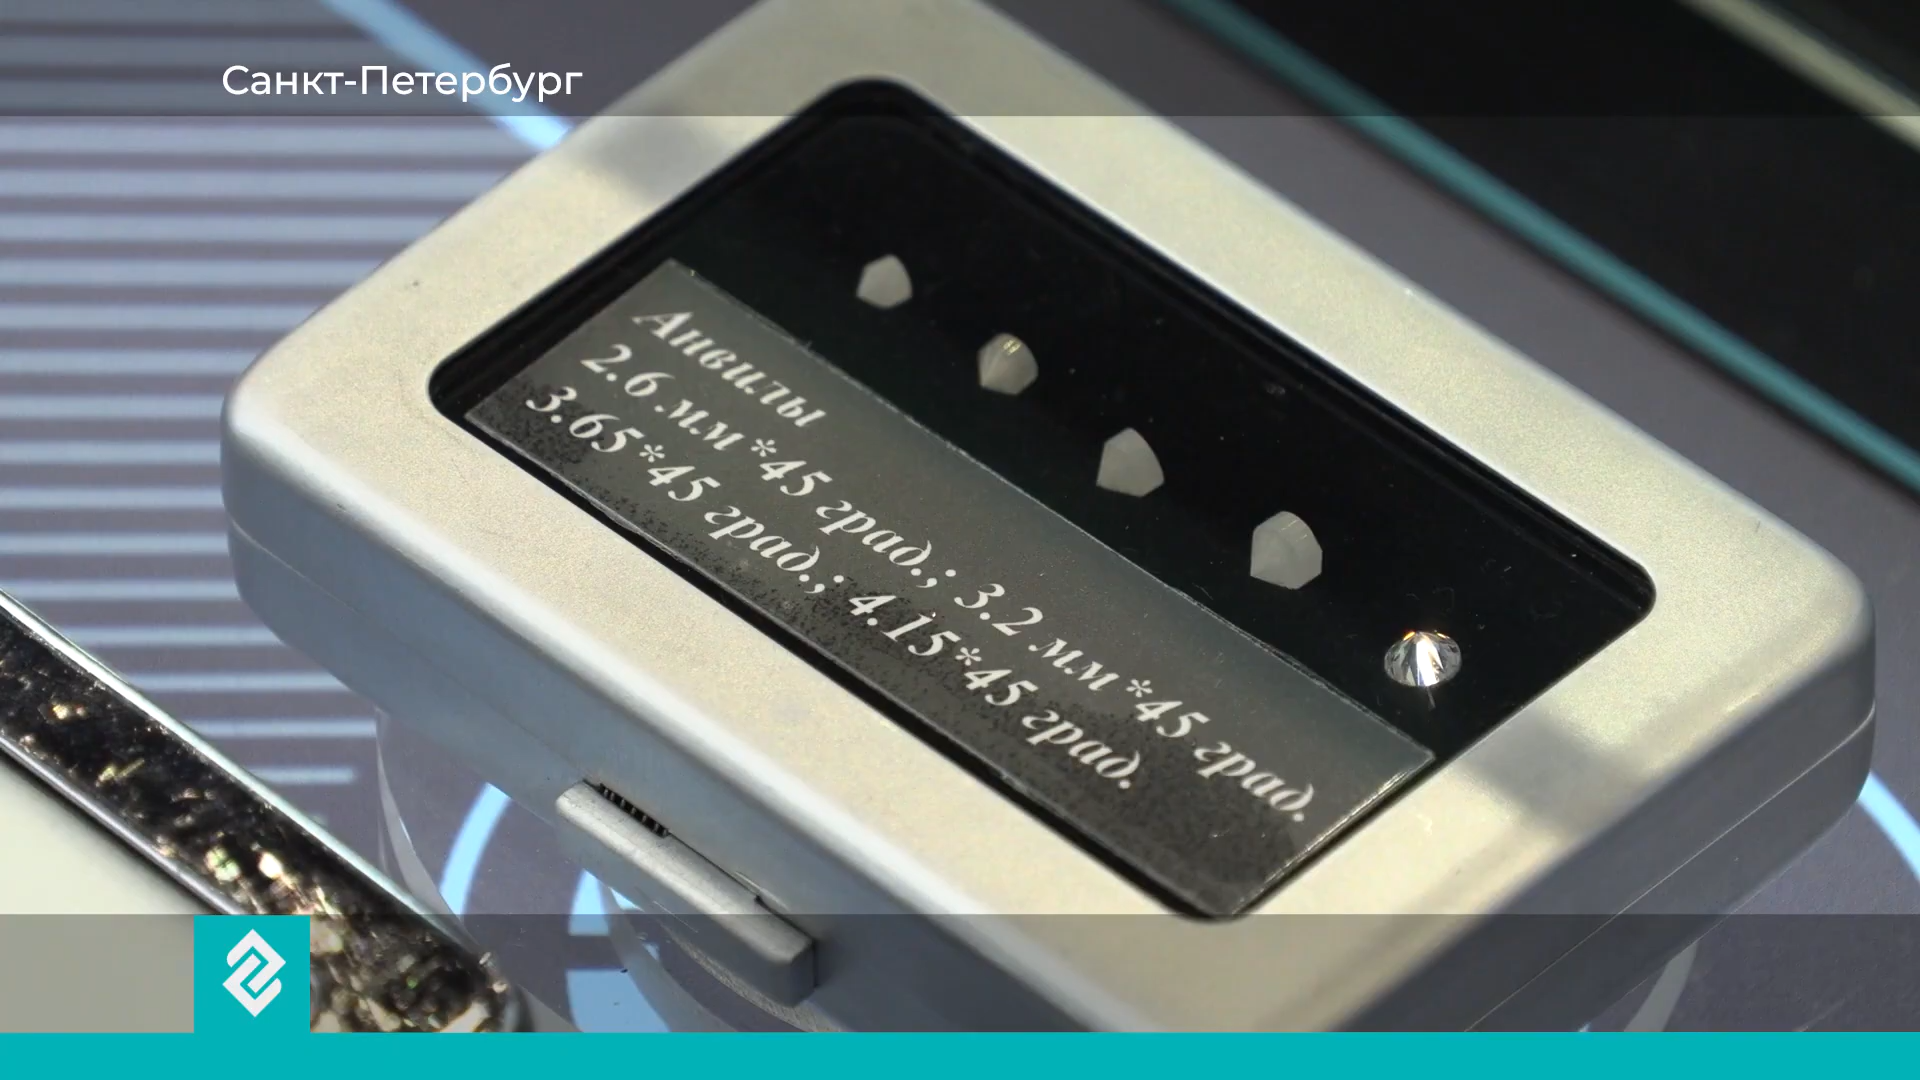 Санкт-Петербург
Анвилы
2.6 мм*45 град.; 3.2 мм*45 град.
3.65*45 град.; 4.15*45 град.